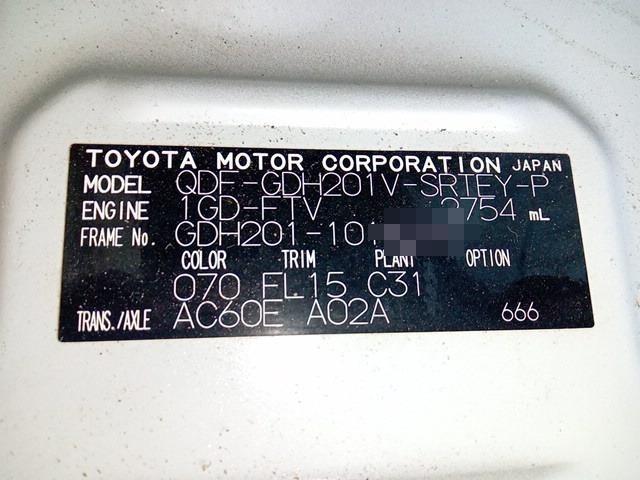 TOYOTA MOTOR CORPORATION JAPAN
MODEL QDF-GDH201V-SRTEY-P
ENGINE 1GD-FTV 2754 mL
FRAME No. GDH201-101
COLOR TRIM PLANT OPTION
070 FL15 C31
TRANS./AXLE AC60E A02A 666